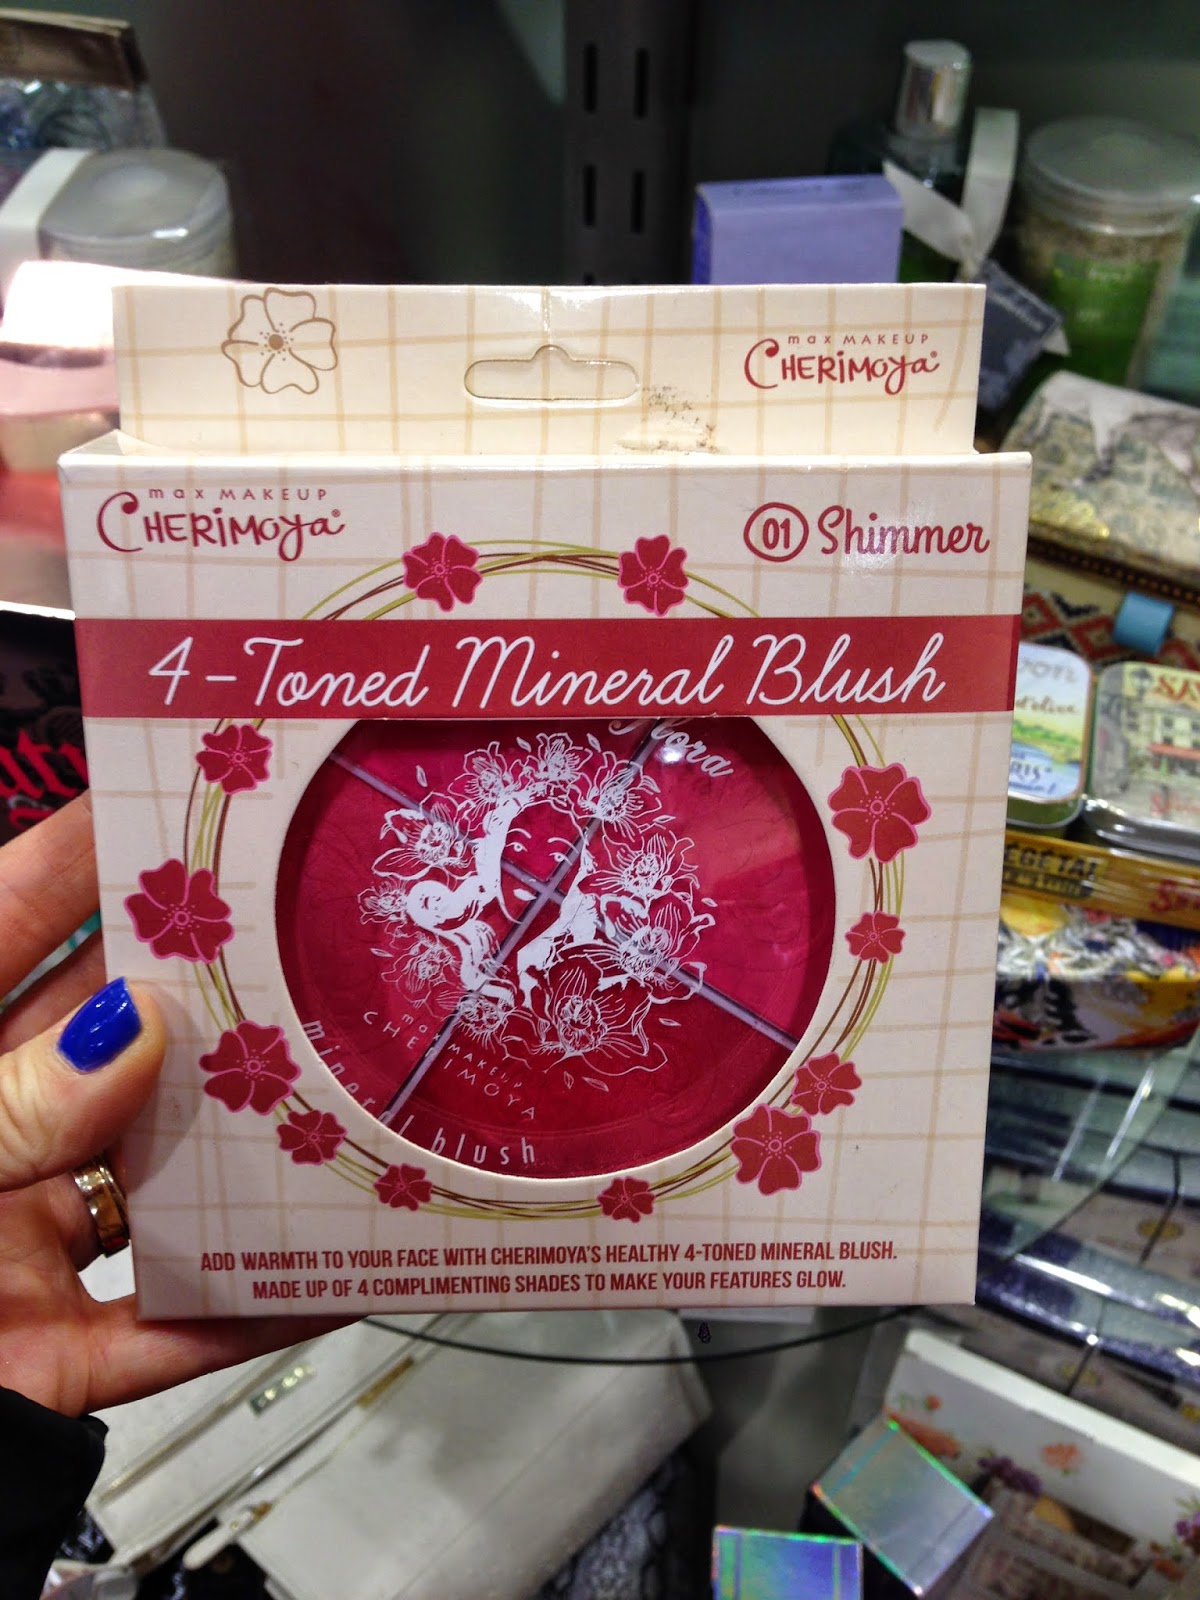 max MAKEUP
CHERIMOYA®
max MAKEUP
CHERIMOYA®
01 Shimmer
4-Toned Mineral Blush
flora
max MAKEUP
CHERIMOYA
mineral blush
ADD WARMTH TO YOUR FACE WITH CHERIMOYA'S HEALTHY 4-TONED MINERAL BLUSH.
MADE UP OF 4 COMPLIMENTING SHADES TO MAKE YOUR FEATURES GLOW.